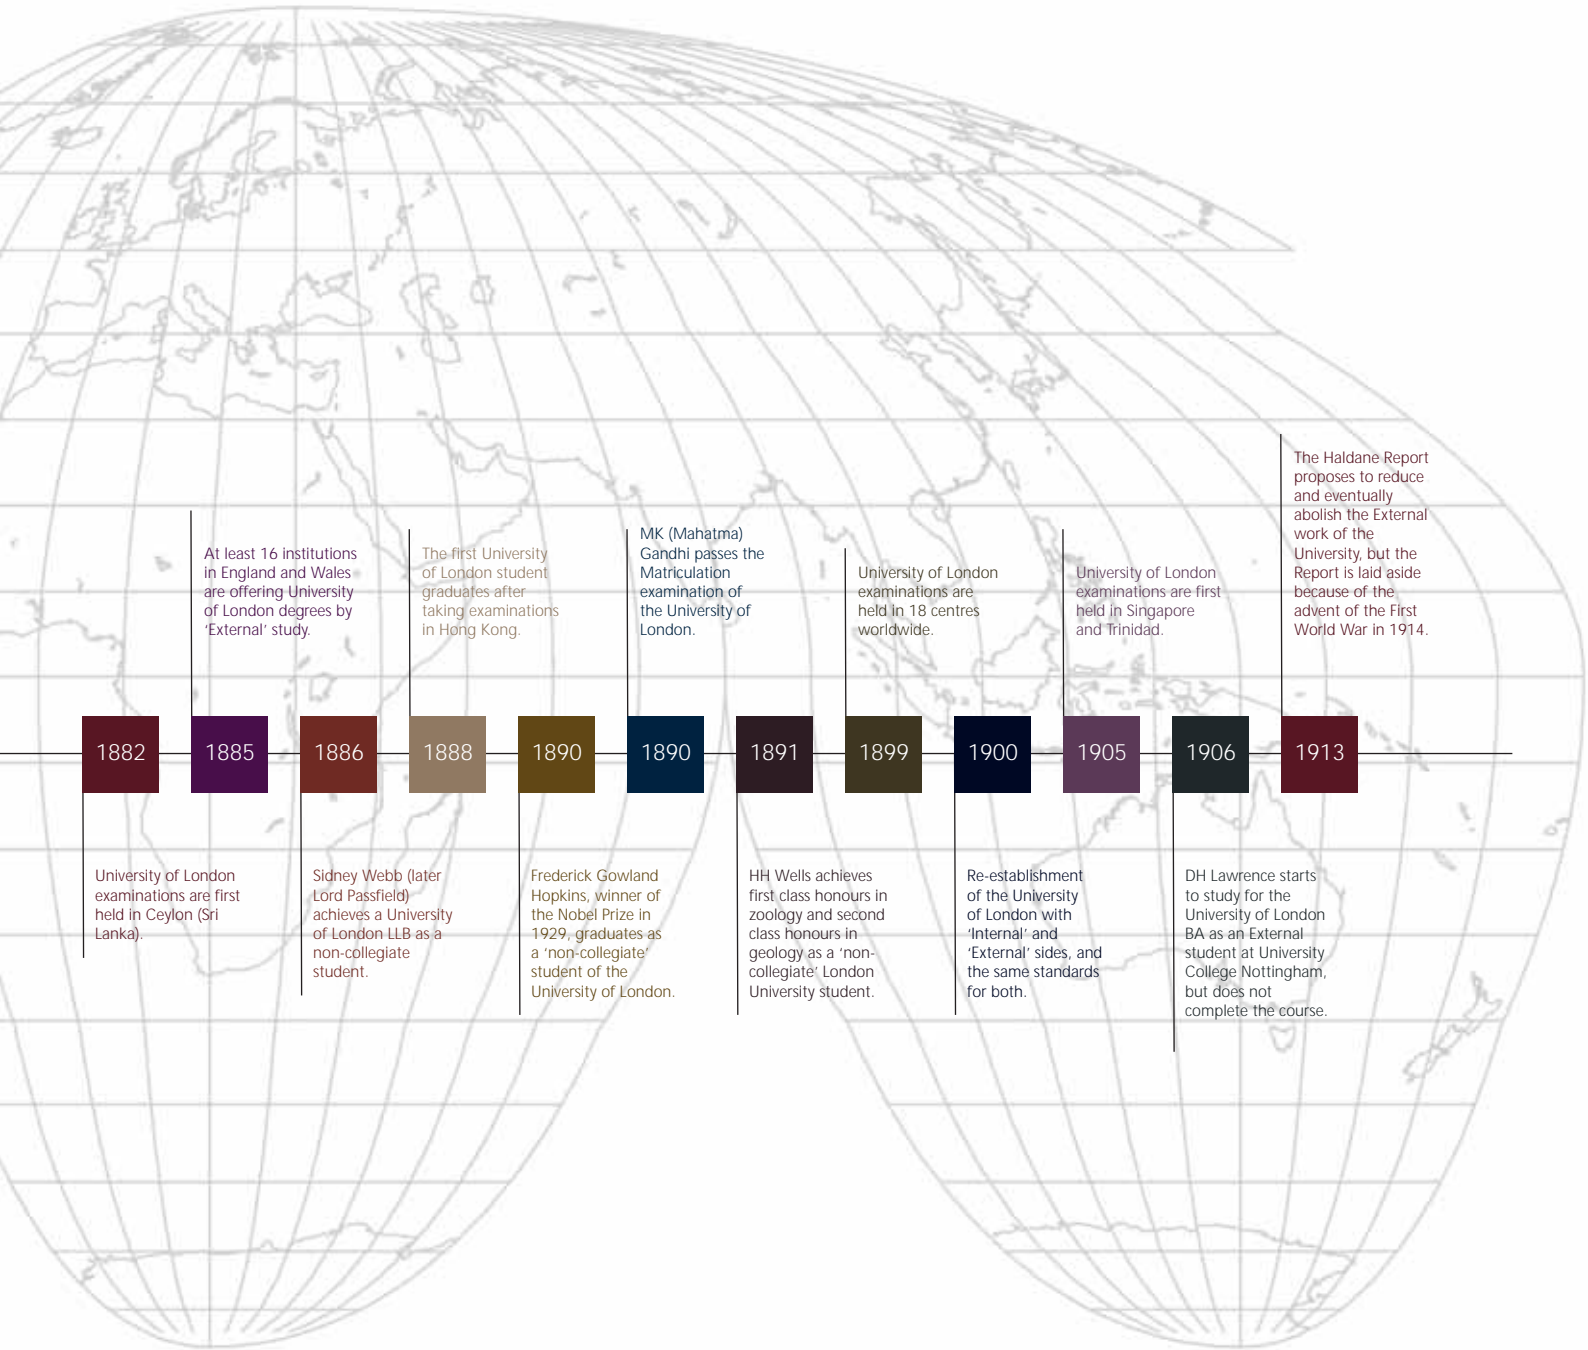 The Haldane Report
proposes to reduce
and eventually
abolish the External
work of the
University, but the
Report is laid aside
because of the
advent of the First
World War in 1914.
At least 16 institutions
in England and Wales
are offering University
of London degrees by
‘External’ study.
The first University
of London student
graduates after
taking examinations
in Hong Kong.
MK (Mahatma)
Gandhi passes the
Matriculation
examination of
the University of
London.
University of London
examinations are
held in 18 centres
worldwide.
University of London
examinations are first
held in Singapore
and Trinidad.
1882
1885
1886
1888
1890
1890
1891
1899
1900
1905
1906
1913
University of London
examinations are first
held in Ceylon (Sri
Lanka).
Sidney Webb (later
Lord Passfield)
achieves a University
of London LLB as a
non-collegiate
student.
Frederick Gowland
Hopkins, winner of
the Nobel Prize in
1929, graduates as
a ‘non-collegiate’
student of the
University of London.
HH Wells achieves
first class honours in
zoology and second
class honours in
geology as a ‘non-
collegiate’ London
University student.
Re-establishment
of the University
of London with
‘Internal’ and
‘External’ sides, and
the same standards
for both.
DH Lawrence starts
to study for the
University of London
BA as an External
student at University
College Nottingham,
but does not
complete the course.